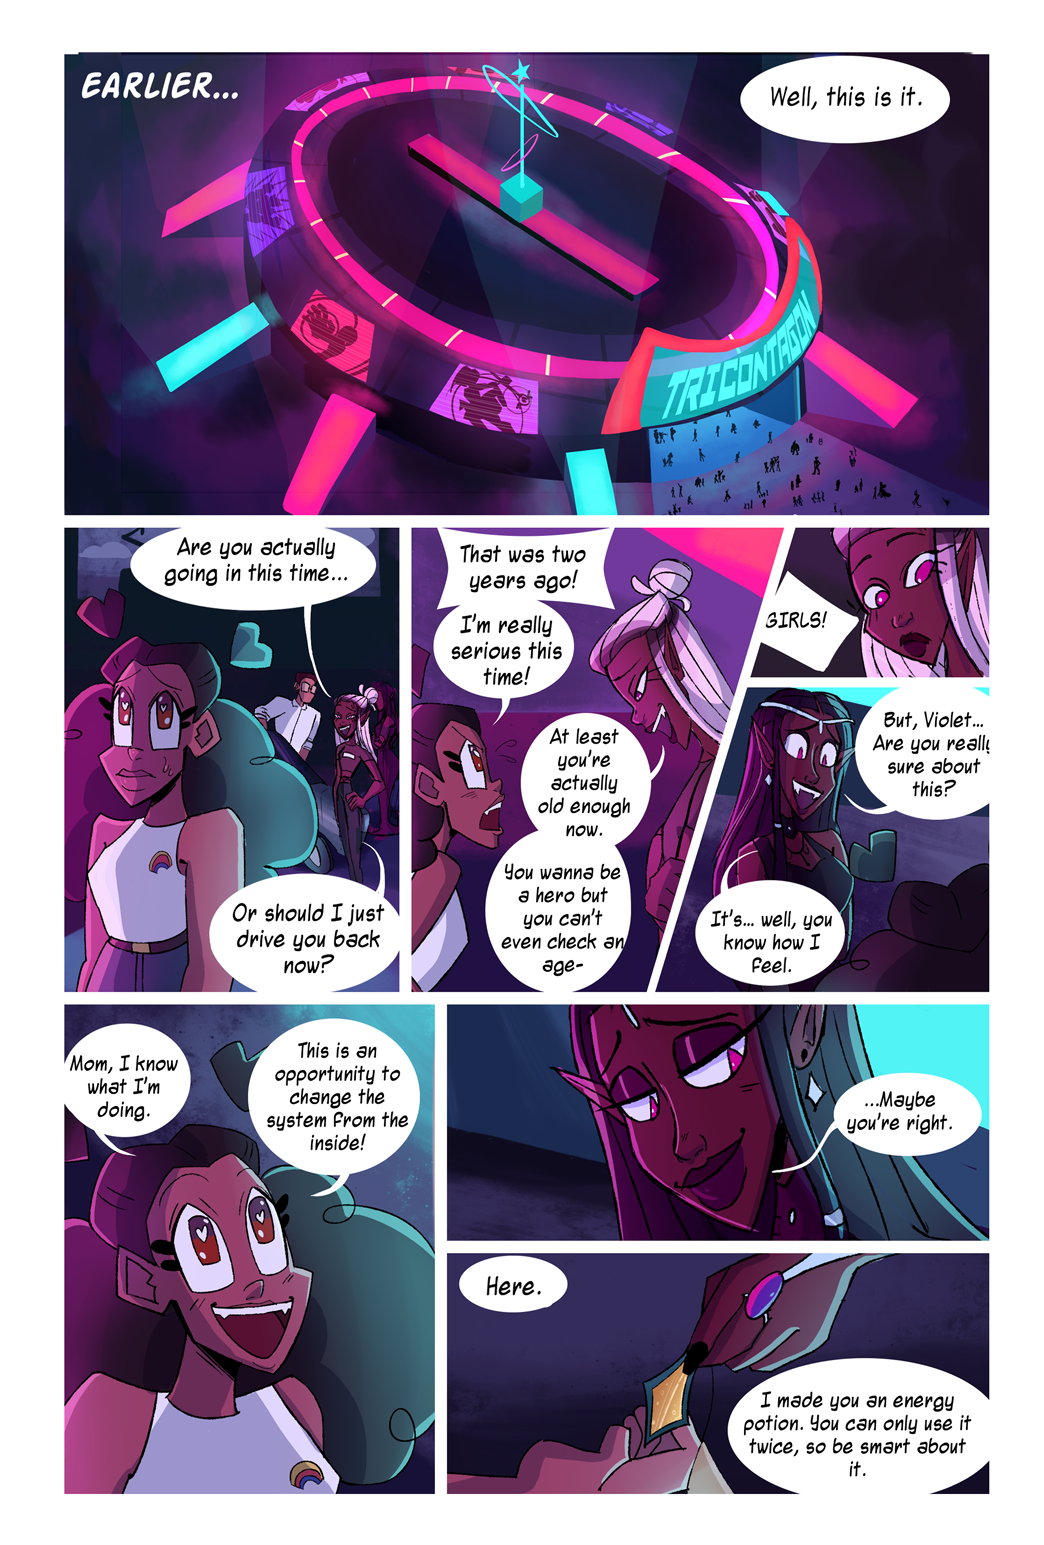 EARLIER...
Well, this is it.
TRICONTAGON
Are you actually
going in this time...
Or should I just
drive you back
now?
That was two
years ago!
I'm really
serious this
time!
At least
you're
actually
old enough
now.
You wanna be
a hero but
you can't
even check an
age-
GIRLS!
But, Violet...
Are you really
sure about
this?
It's... well, you
know how I
feel.
Mom, I know
what I'm
doing.
This is an
opportunity to
change the
system from the
inside!
...Maybe
you're right.
Here.
I made you an energy
potion. You can only use it
twice, so be smart about
it.